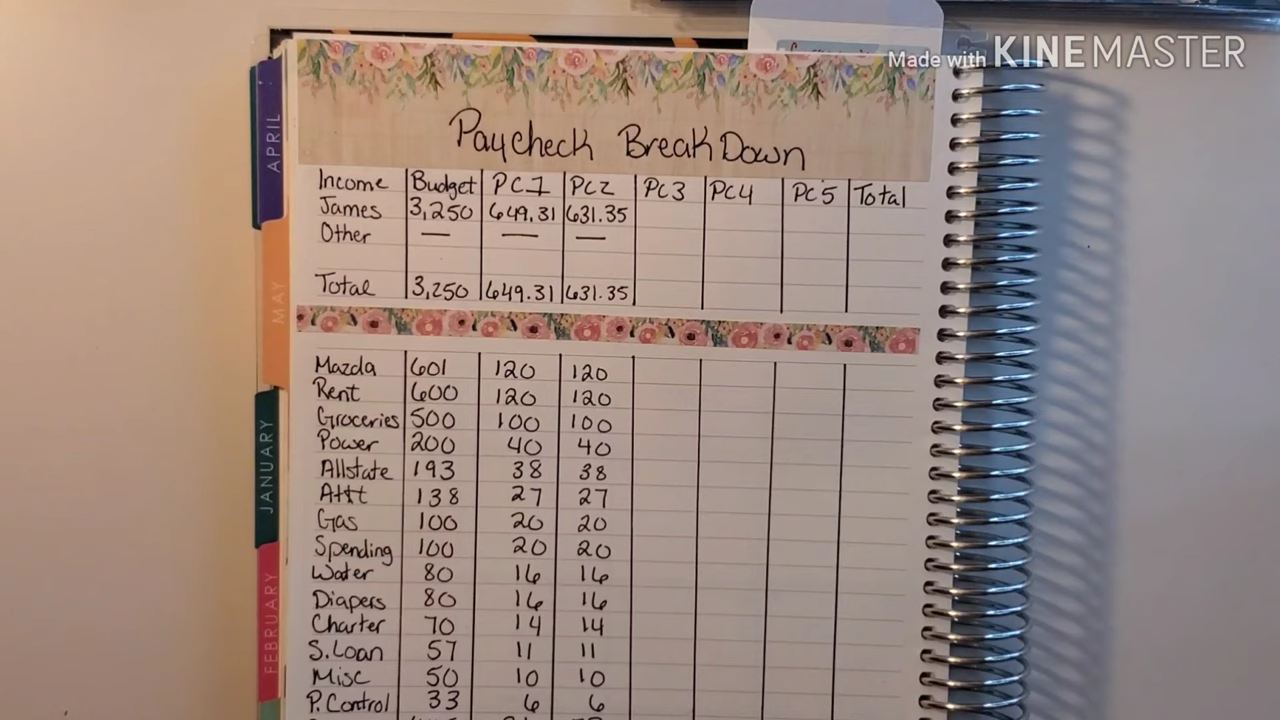 Made with KINEMASTER
Paycheck BreakDown
Income Budget PC1 PC2 PC3 PC4 PC5 Total
James 3,250 649.31 631.35
Other — — —
Total 3,250 649.31 631.35
Mazda 601 120 120
Rent 600 120 120
Groceries 500 100 100
Power 200 40 40
Allstate 193 38 38
Att 138 27 27
Gas 100 20 20
Spending 100 20 20
Water 80 16 16
Diapers 80 16 16
Charter 70 14 14
S.Loan 57 11 11
Misc 50 10 10
P.Control 33 6 6
APRIL
MAY
JANUARY
FEBRUARY